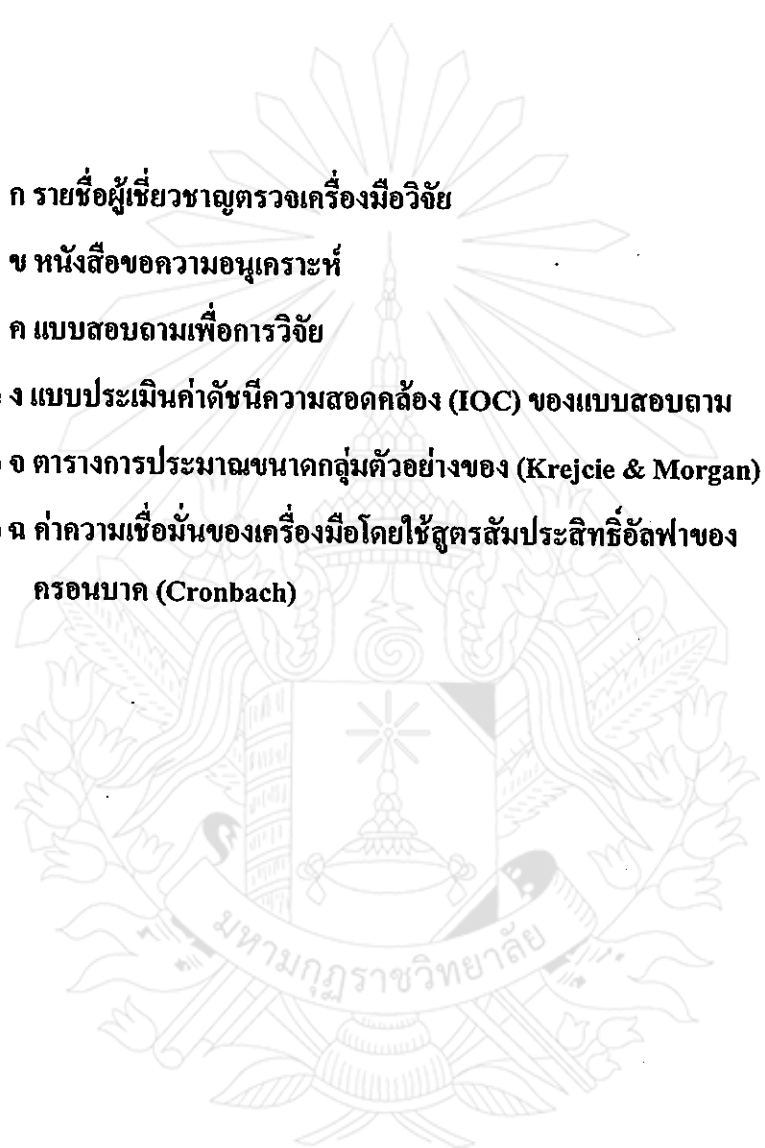 ก รายชื่อผู้เชี่ยวชาญตรวจเครื่องมือวิจัย
ข หนังสือขอความอนุเคราะห์
ค แบบสอบถามเพื่อการวิจัย
ง แบบประเมินค่าดัชนีความสอดคล้อง (IOC) ของแบบสอบถาม
จ ตารางการประมาณขนาดกลุ่มตัวอย่างของ (Krejcie & Morgan)
ฉ ค่าความเชื่อมั่นของเครื่องมือโดยใช้สูตรสัมประสิทธิ์อัลฟาของ
ครอนบาค (Cronbach)
มหามกุฏราชวิทยาลัย